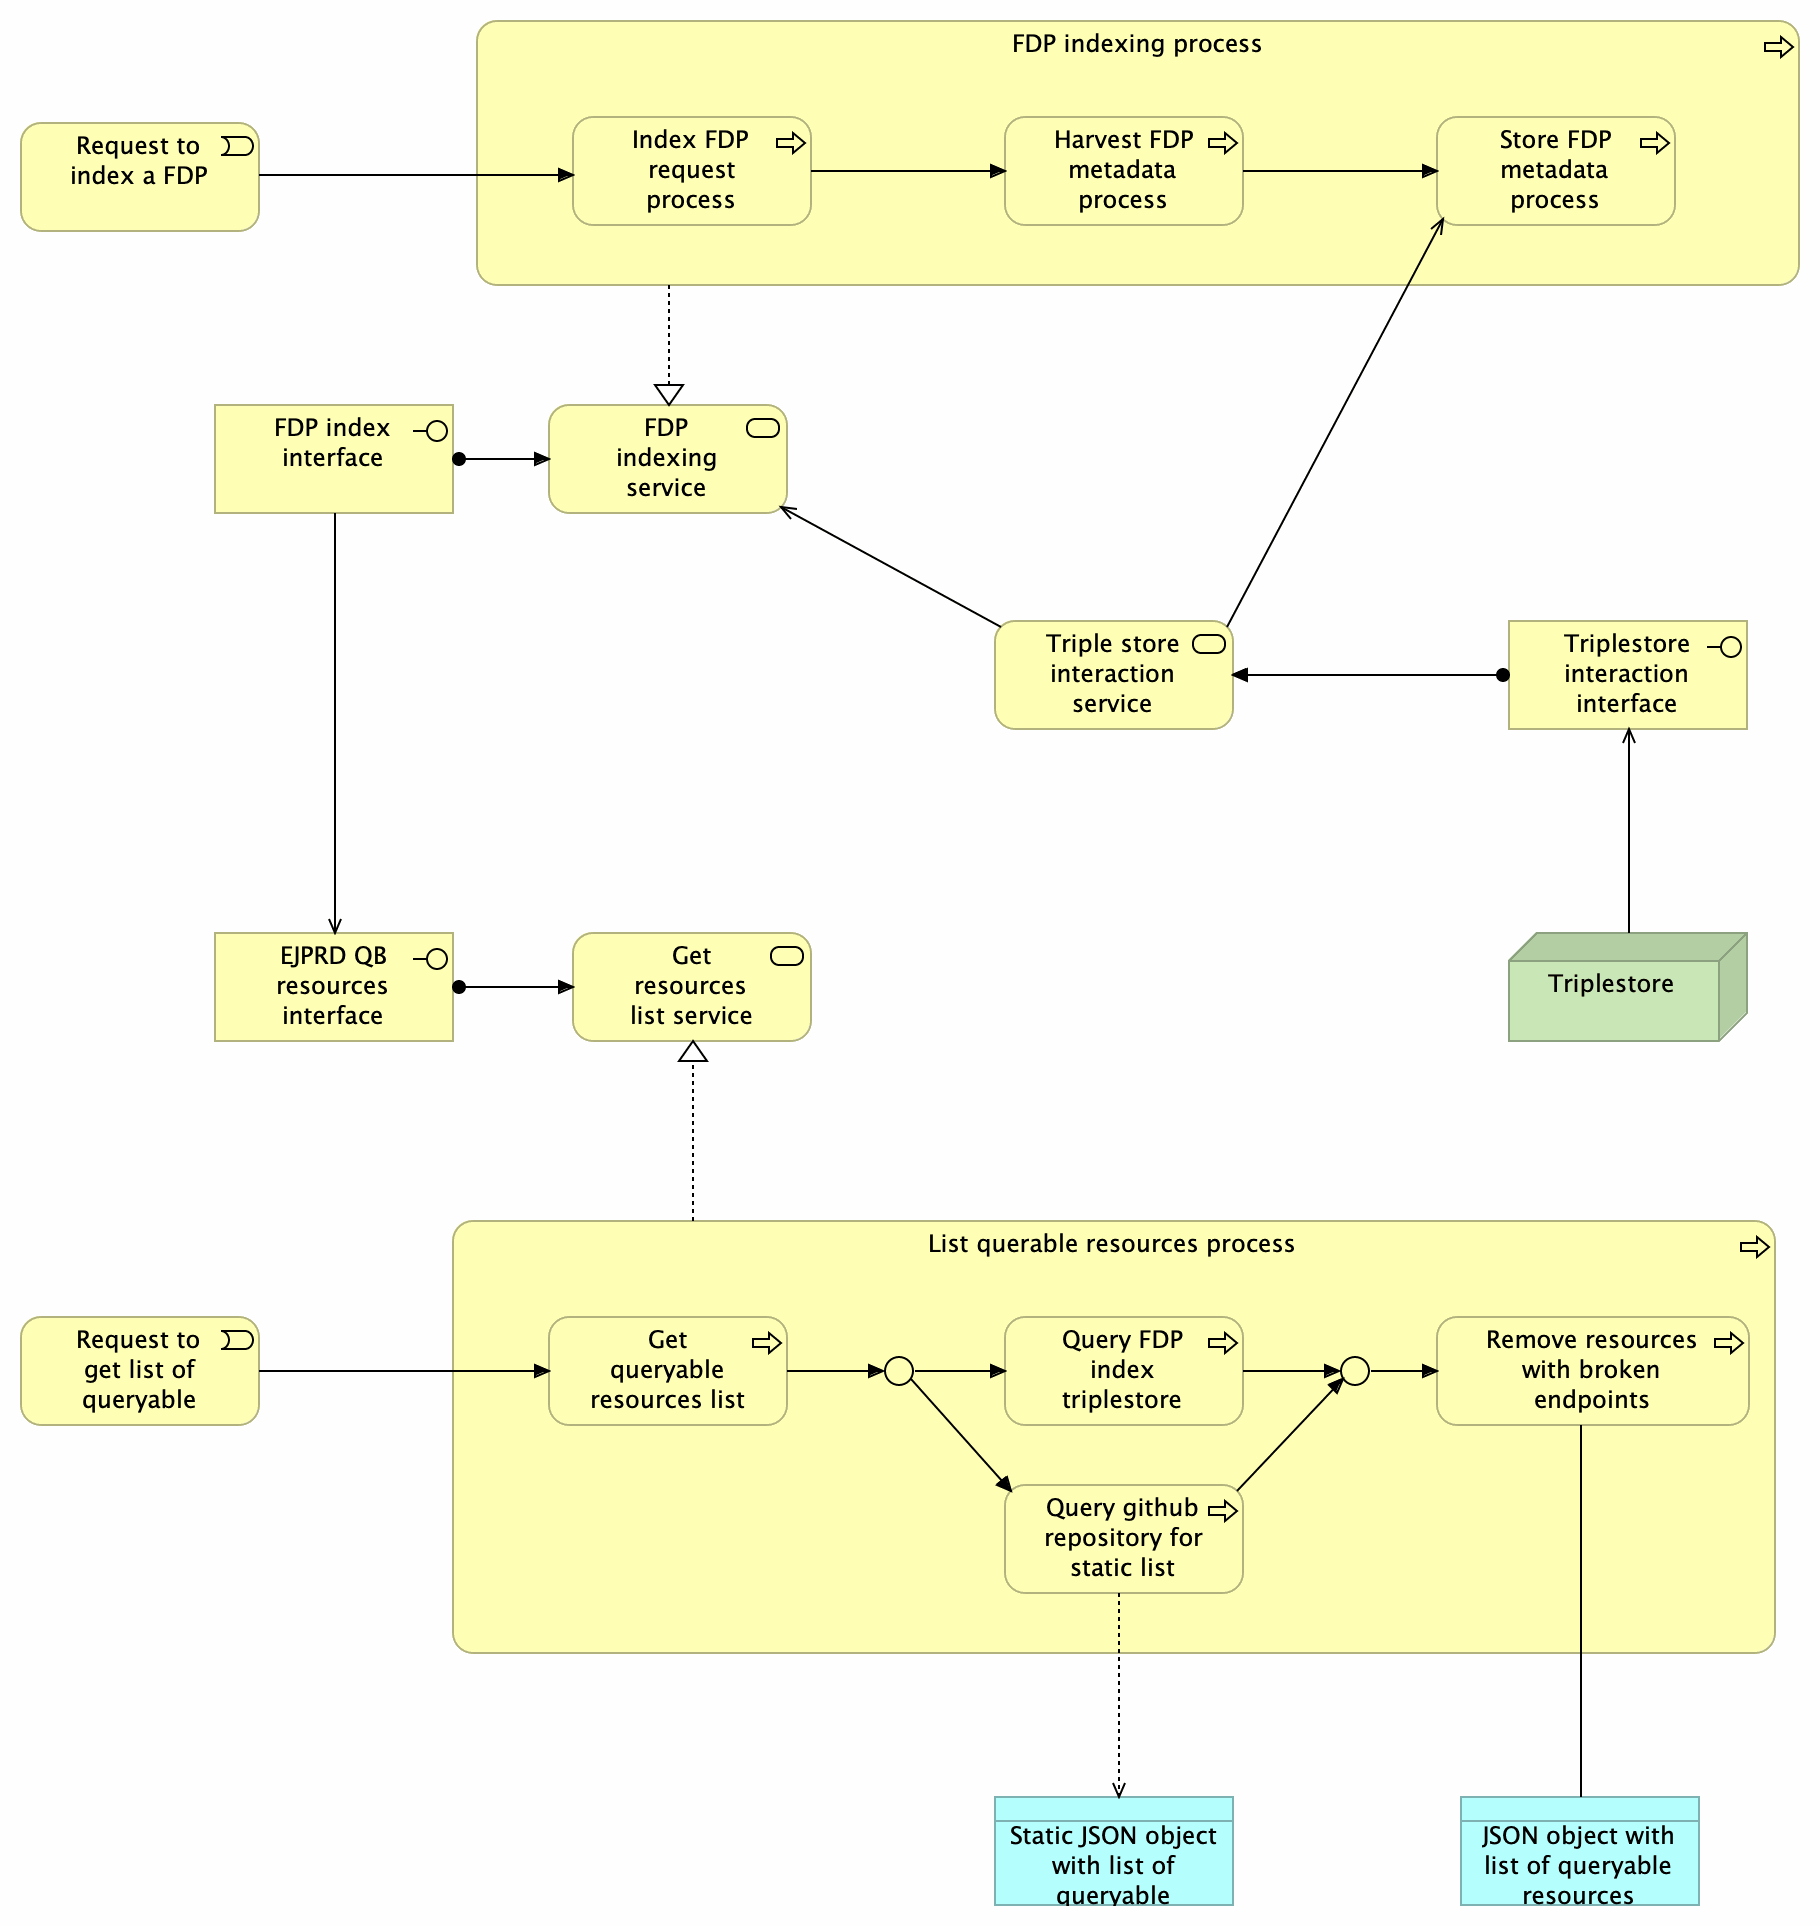 FDP indexing process
Request to
index a FDP
Index FDP
request
process
Harvest FDP
metadata
process
Store FDP
metadata
process
FDP index
interface
FDP
indexing
service
Triple store
interaction
service
Triplestore
interaction
interface
EJPRD QB
resources
interface
Get
resources
list service
Triplestore
List querable resources process
Request to
get list of
queryable
Get
queryable
resources list
Query FDP
index
triplestore
Remove resources
with broken
endpoints
Query github
repository for
static list
Static JSON object
with list of
queryable
JSON object with
list of queryable
resources